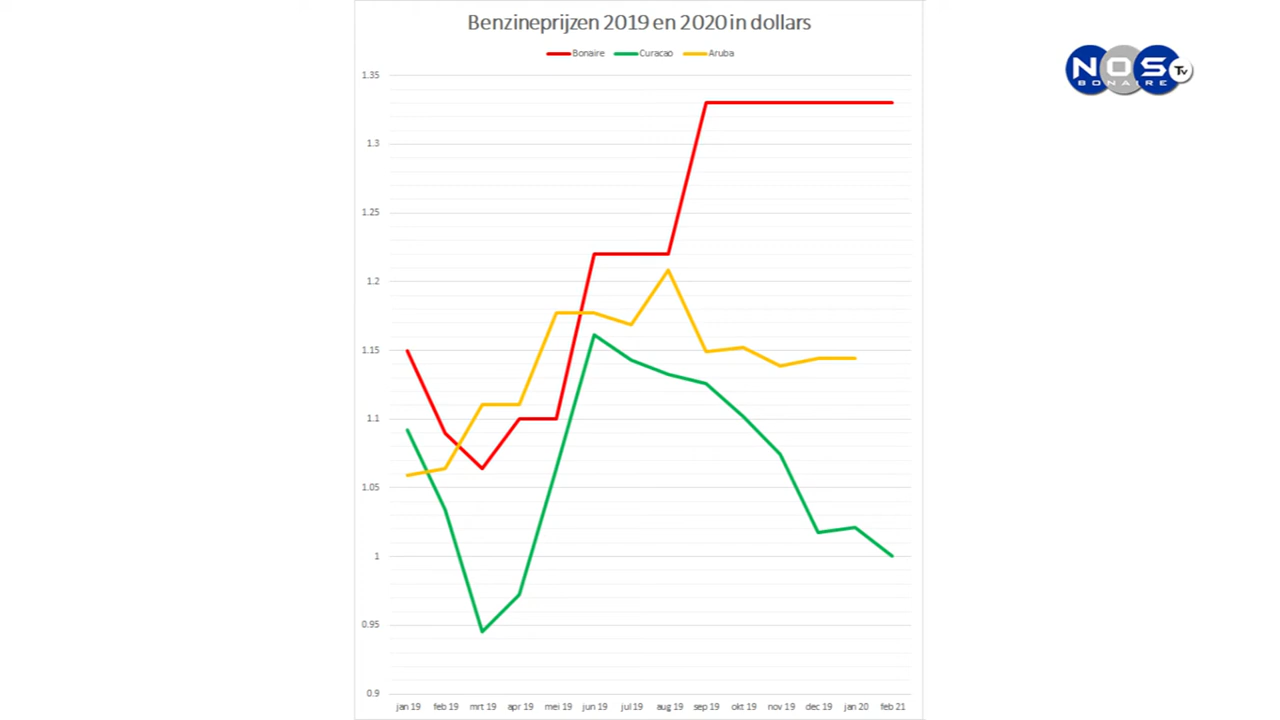 Benzineprijzen 2019 en 2020 in dollars
Bonaire Curacao Aruba
NOS Tv
BONAIRE
1.35
1.3
1.25
1.2
1.15
1.1
1.05
1
0.95
0.9
jan 19 feb 19 mrt 19 apr 19 mei 19 jun 19 jul 19 aug 19 sep 19 okt 19 nov 19 dec 19 jan 20 feb 21